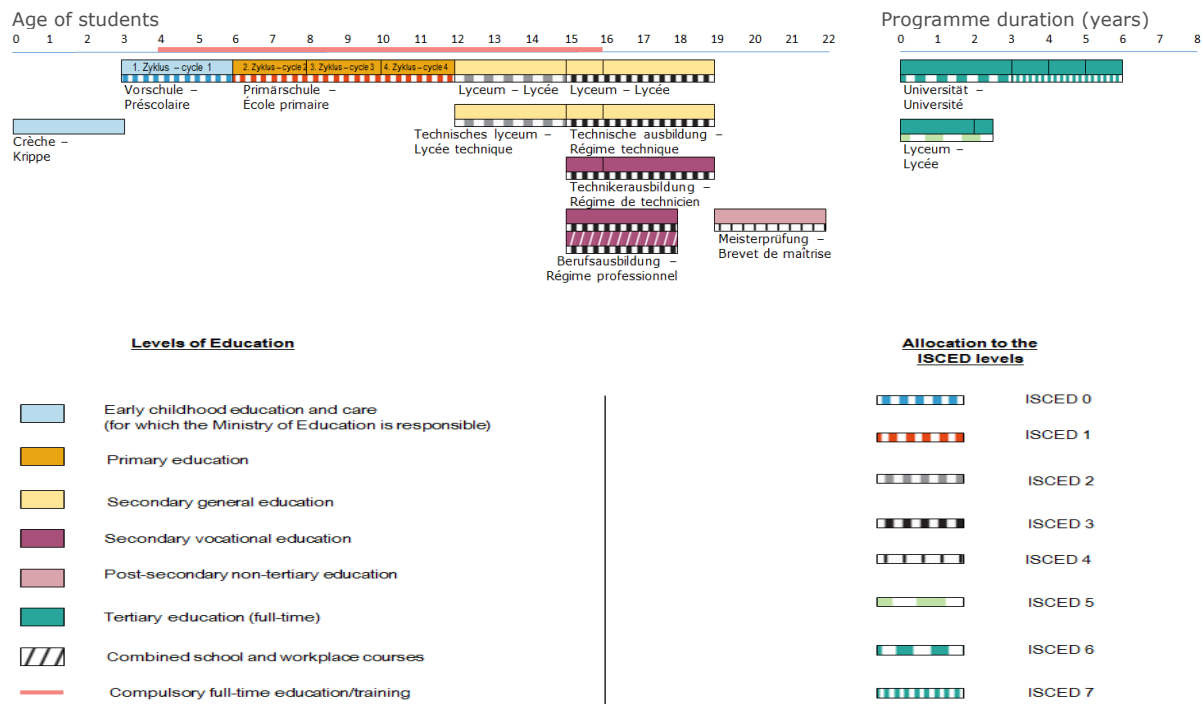 Age of students
Programme duration (years)
0 1 2 3 4 5 6 7 8 9 10 11 12 13 14 15 16 17 18 19 20 21 22
0 1 2 3 4 5 6 7 8
1. Zyklus – cycle 1
2. Zyklus – cycle 2
3. Zyklus – cycle 3
4. Zyklus – cycle 4
Vorschule –
Préscolaire
Primärschule –
École primaire
Lyceum – Lycée
Lyceum – Lycée
Universität –
Université
Crèche –
Krippe
Technisches lyceum –
Lycée technique
Technische ausbildung –
Régime technique
Lyceum –
Lycée
Technikerausbildung –
Régime de technicien
Berufsausbildung –
Régime professionnel
Meisterprüfung –
Brevet de maîtrise
Levels of Education
Early childhood education and care
(for which the Ministry of Education is responsible)
Primary education
Secondary general education
Secondary vocational education
Post-secondary non-tertiary education
Tertiary education (full-time)
Combined school and workplace courses
Compulsory full-time education/training
Allocation to the
ISCED levels
ISCED 0
ISCED 1
ISCED 2
ISCED 3
ISCED 4
ISCED 5
ISCED 6
ISCED 7